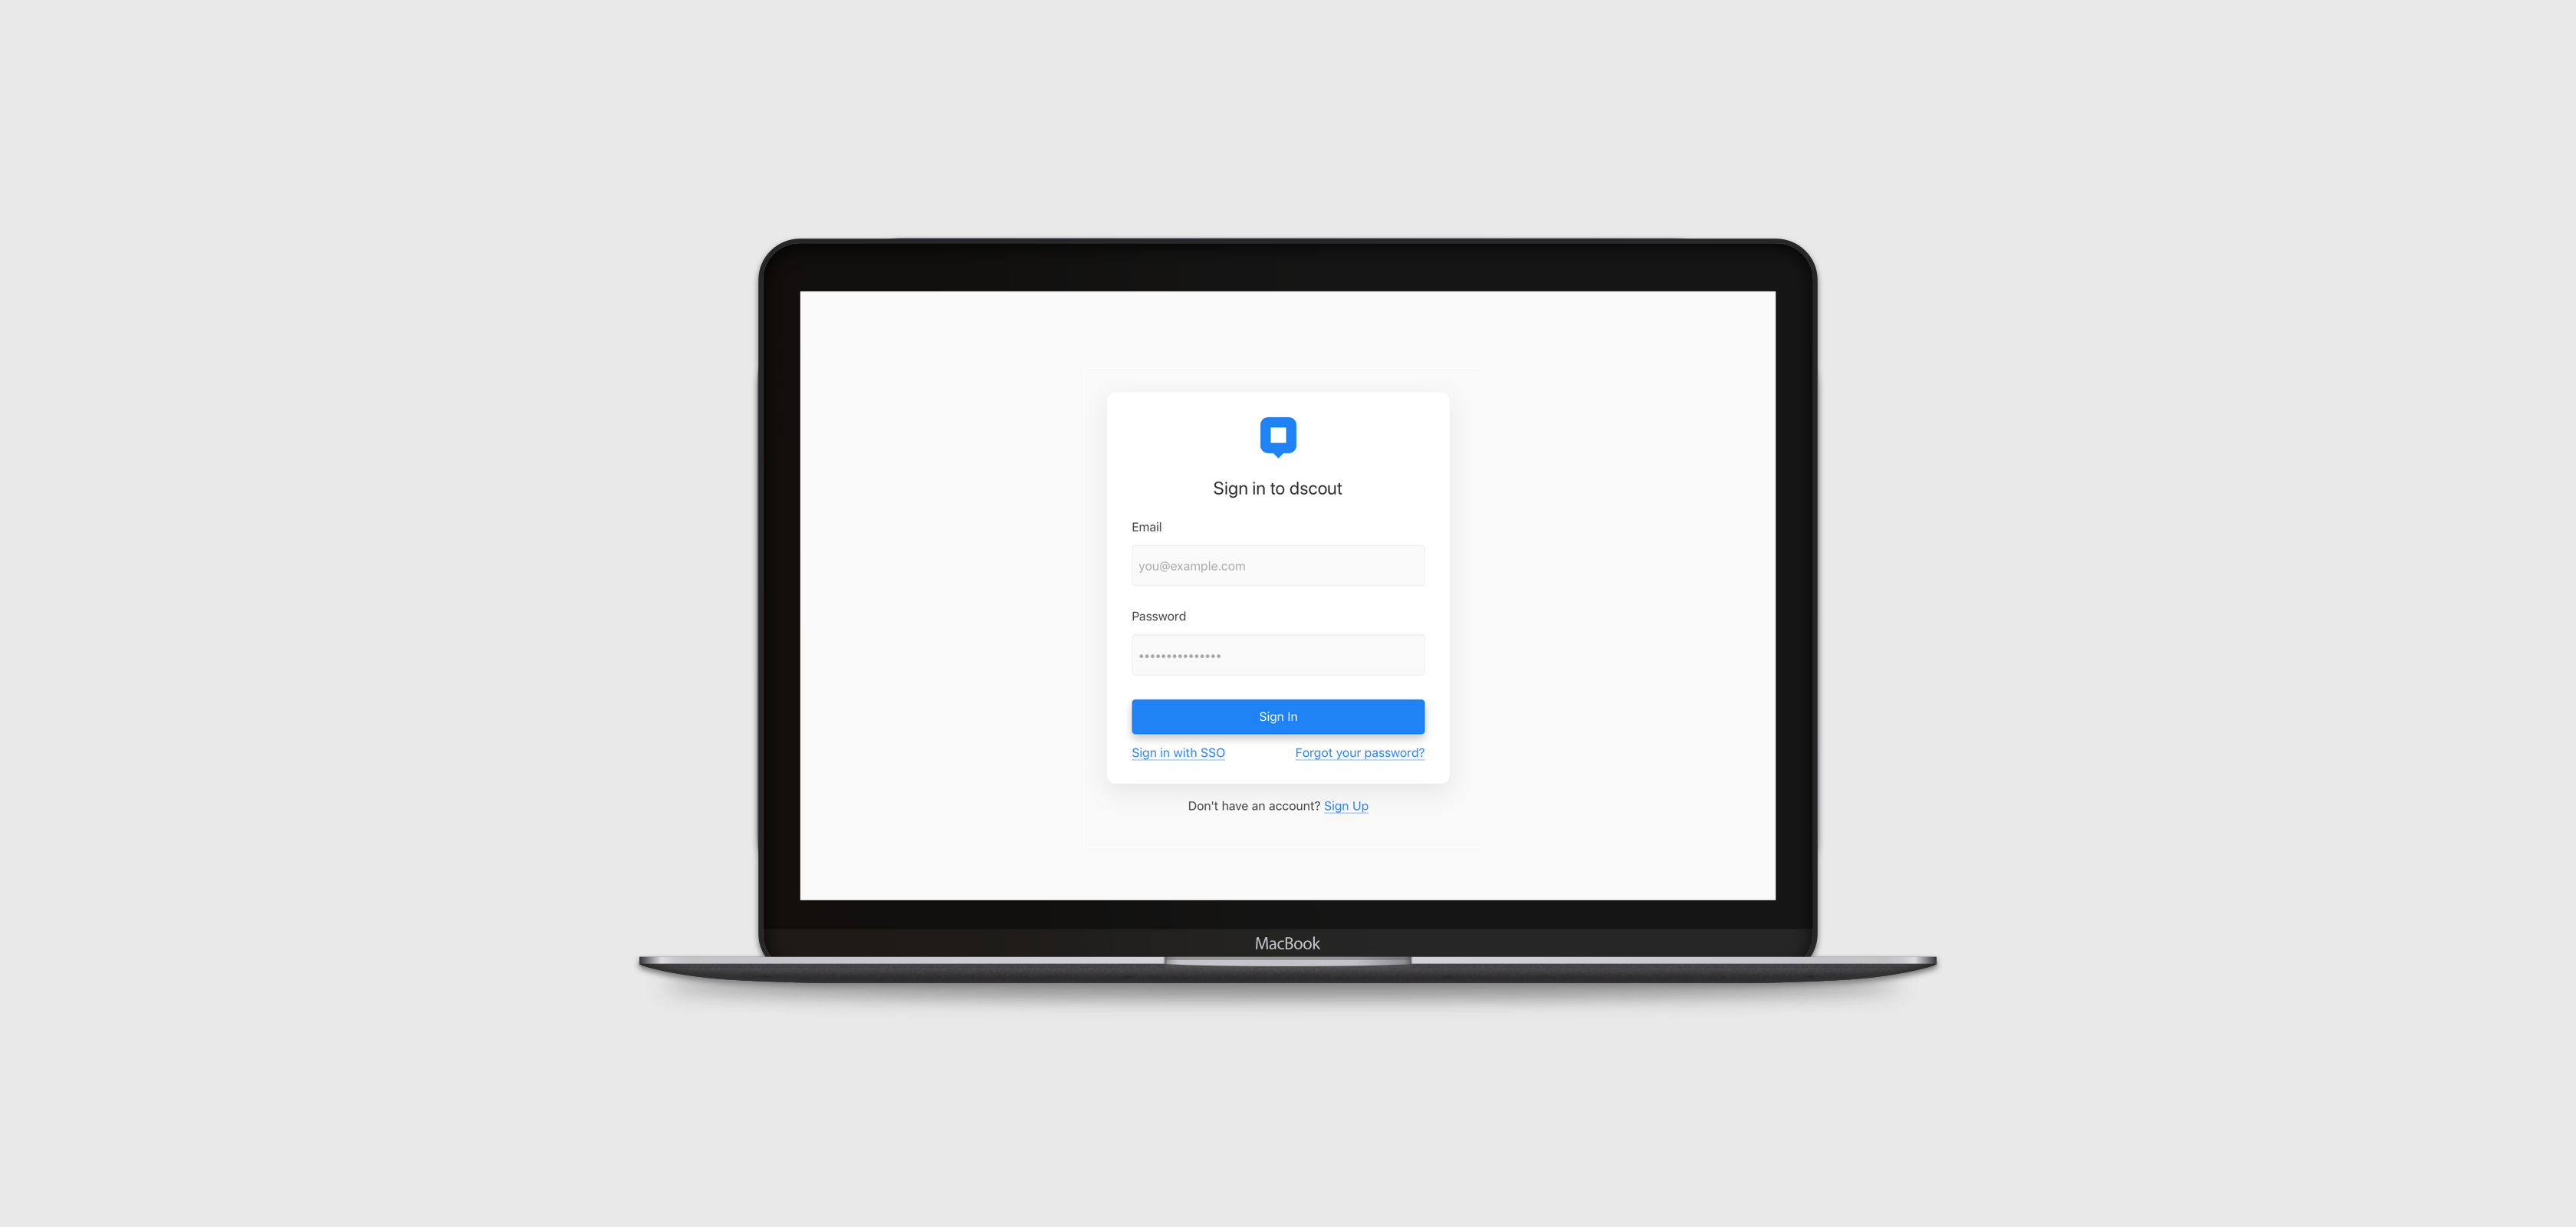 Sign in to dscout
Email
you@example.com
Password
•••••••••••••••
Sign In
Sign in with SSO Forgot your password?
Don't have an account? Sign Up
MacBook